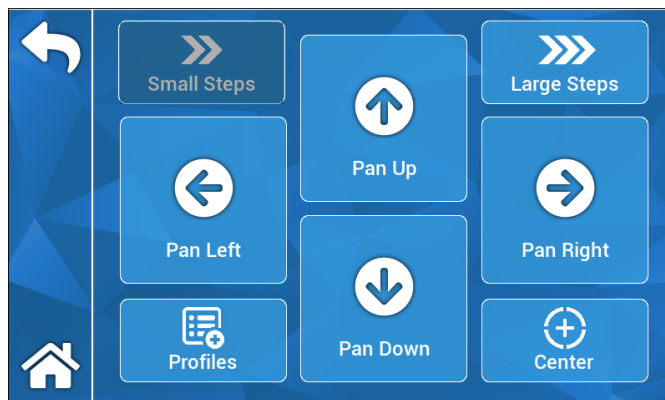 Small Steps
Large Steps
Pan Up
Pan Left
Pan Right
Pan Down
Profiles
Center